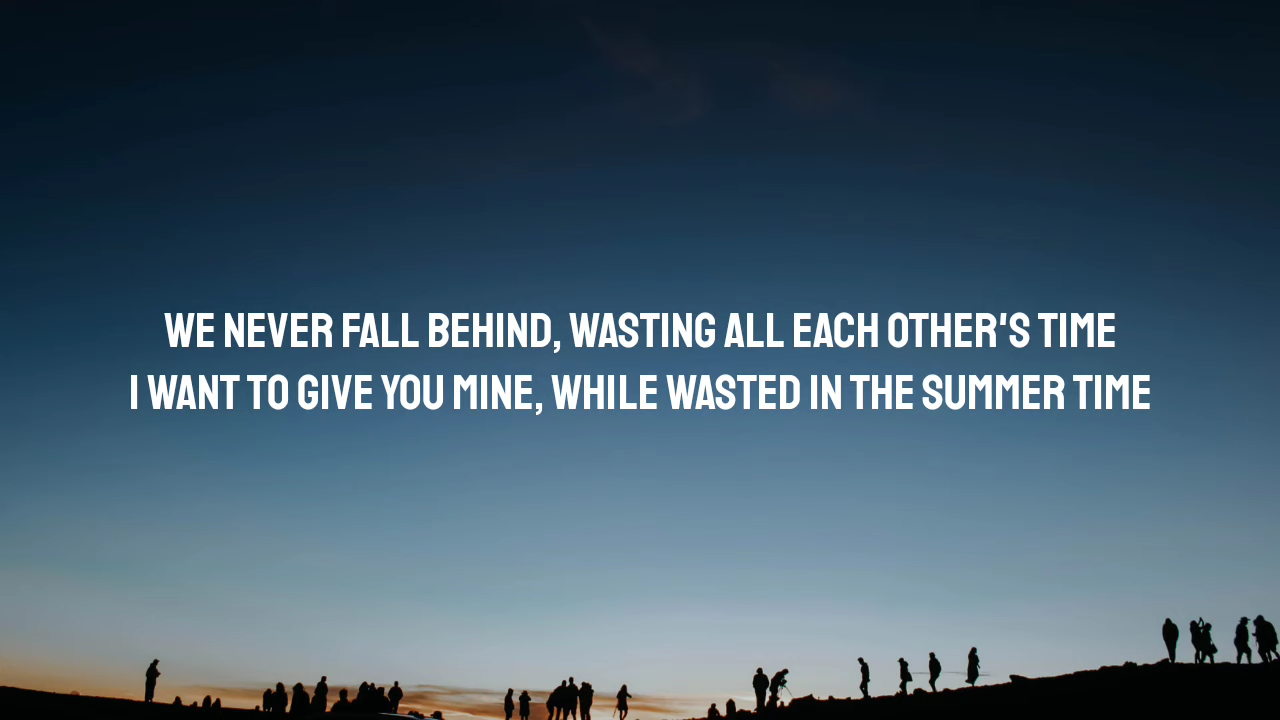 WE NEVER FALL BEHIND, WASTING ALL EACH OTHER'S TIME
I WANT TO GIVE YOU MINE, WHILE WASTED IN THE SUMMER TIME